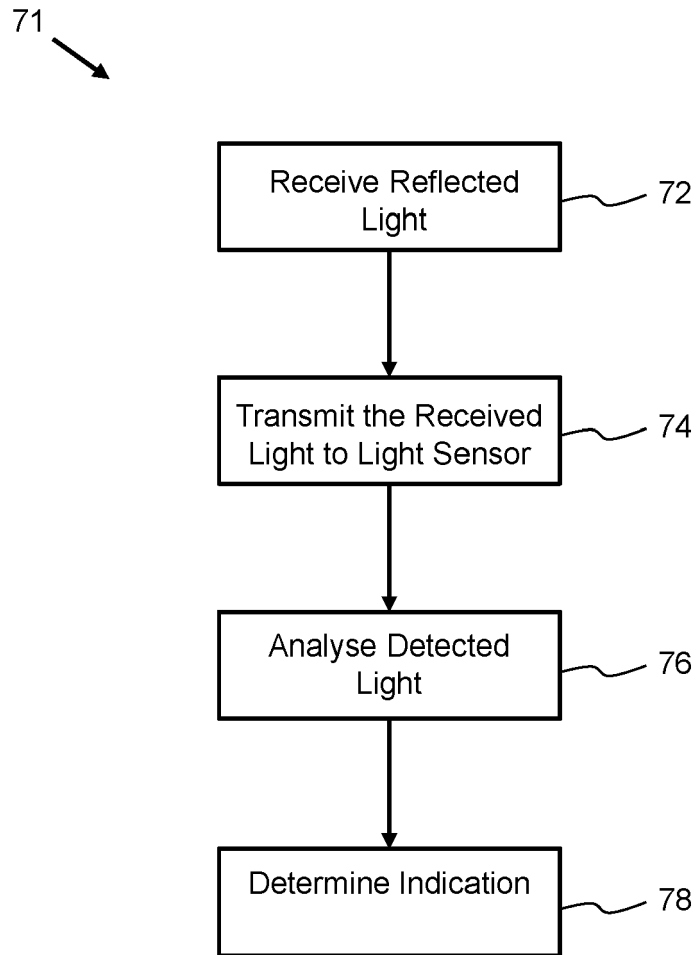 71
Receive Reflected
Light
72
Transmit the Received
Light to Light Sensor
74
Analyse Detected
Light
76
Determine Indication
78